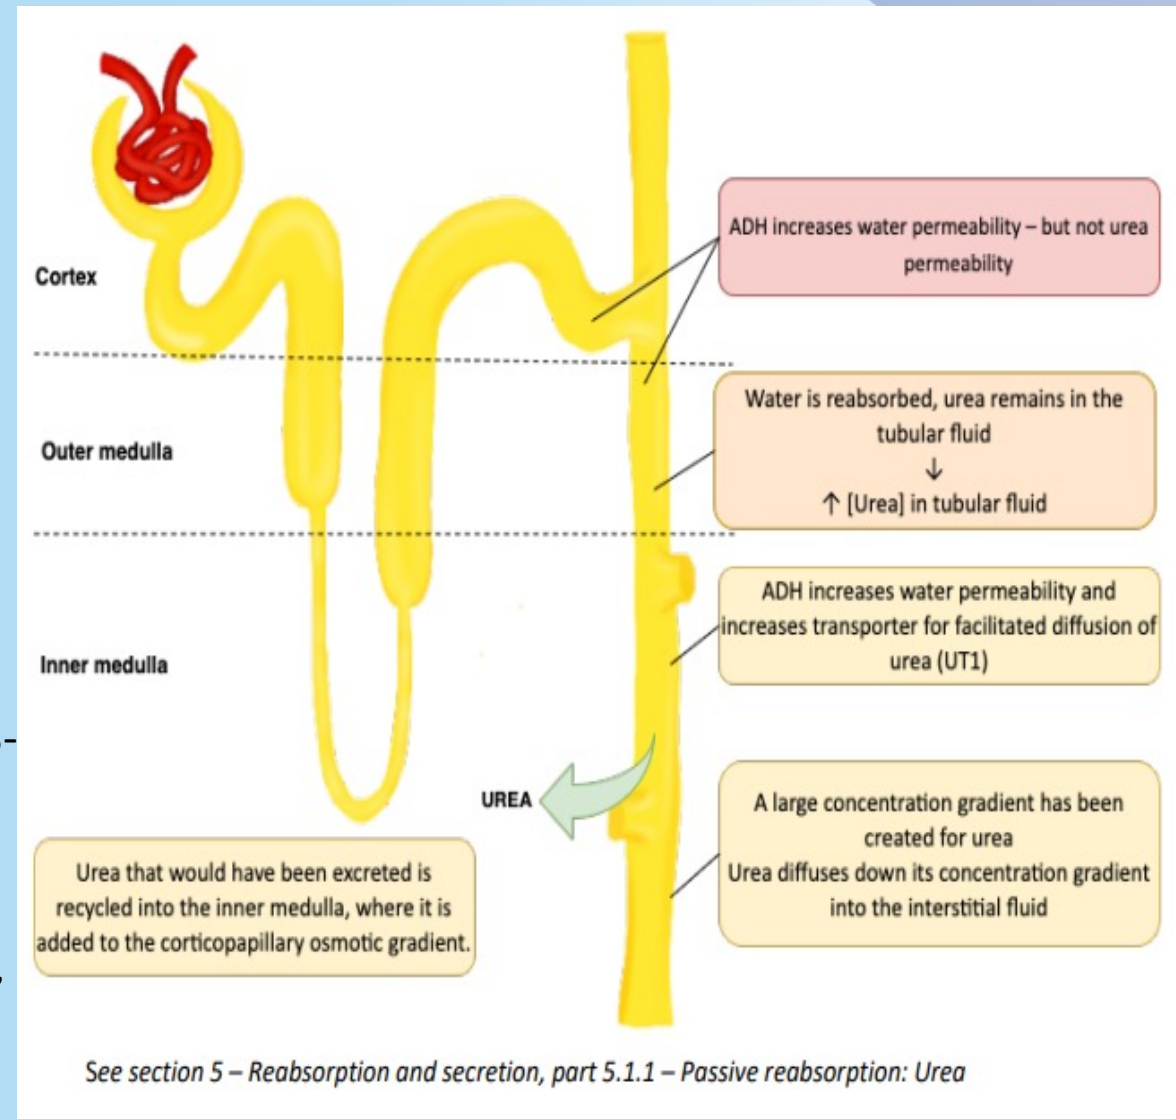 Cortex
Outer medulla
Inner medulla
ADH increases water permeability – but not urea
permeability
Water is reabsorbed, urea remains in the
tubular fluid
↓
↑ [Urea] in tubular fluid
ADH increases water permeability and
increases transporter for facilitated diffusion of
urea (UT1)
UREA
A large concentration gradient has been
created for urea
Urea diffuses down its concentration gradient
into the interstitial fluid
Urea that would have been excreted is
recycled into the inner medulla, where it is
added to the corticopapillary osmotic gradient.
See section 5 – Reabsorption and secretion, part 5.1.1 – Passive reabsorption: Urea